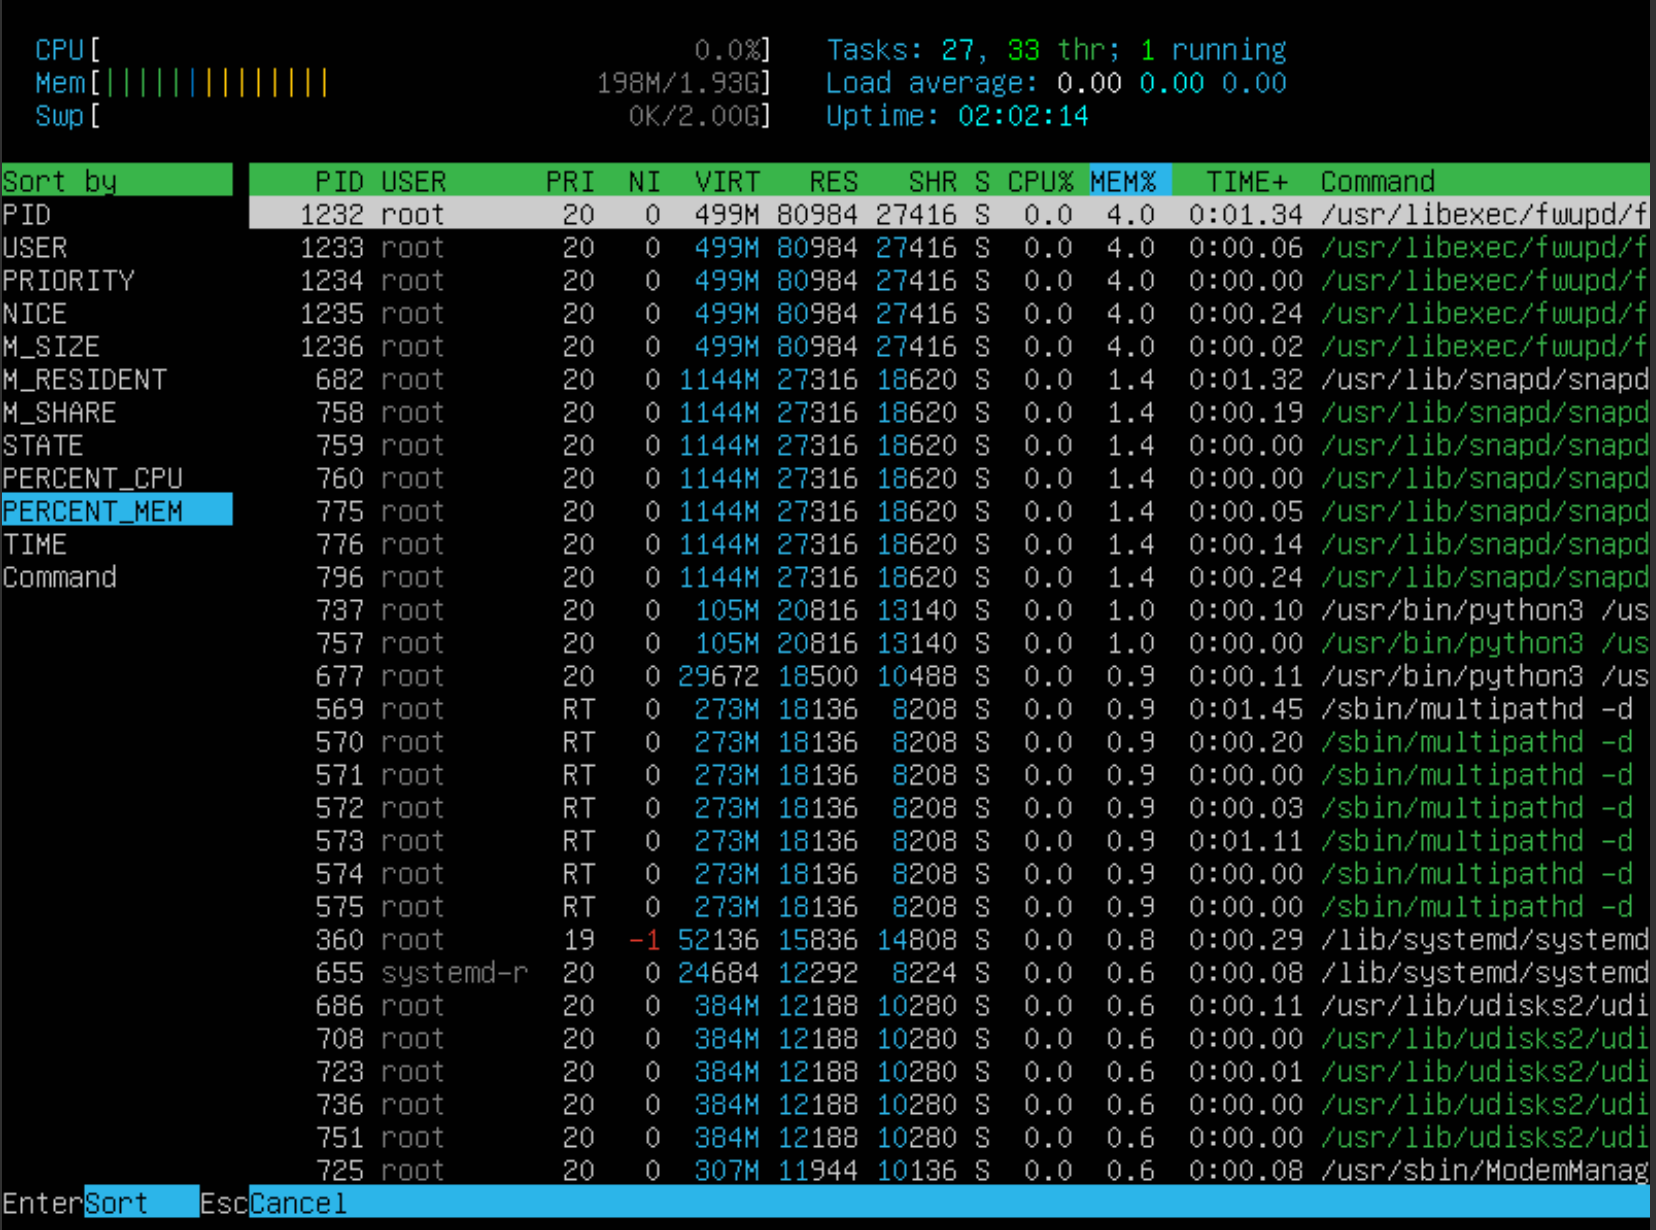 CPU[ 0.0%] Tasks: 27, 33 thr; 1 running
Mem[|||||||||||||| 198M/1.93G] Load average: 0.00 0.00 0.00
Swp[ 0K/2.00G] Uptime: 02:02:14
Sort by PID USER PRI NI VIRT RES SHR S CPU% MEM% TIME+ Command
PID 1232 root 20 0 499M 80984 27416 S 0.0 4.0 0:01.34 /usr/libexec/fwupd/f
USER 1233 root 20 0 499M 80984 27416 S 0.0 4.0 0:00.06 /usr/libexec/fwupd/f
PRIORITY 1234 root 20 0 499M 80984 27416 S 0.0 4.0 0:00.00 /usr/libexec/fwupd/f
NICE 1235 root 20 0 499M 80984 27416 S 0.0 4.0 0:00.24 /usr/libexec/fwupd/f
M_SIZE 1236 root 20 0 499M 80984 27416 S 0.0 4.0 0:00.02 /usr/libexec/fwupd/f
M_RESIDENT 682 root 20 0 1144M 27316 18620 S 0.0 1.4 0:01.32 /usr/lib/snapd/snapd
M_SHARE 758 root 20 0 1144M 27316 18620 S 0.0 1.4 0:00.19 /usr/lib/snapd/snapd
STATE 759 root 20 0 1144M 27316 18620 S 0.0 1.4 0:00.00 /usr/lib/snapd/snapd
PERCENT_CPU 760 root 20 0 1144M 27316 18620 S 0.0 1.4 0:00.00 /usr/lib/snapd/snapd
PERCENT_MEM 775 root 20 0 1144M 27316 18620 S 0.0 1.4 0:00.05 /usr/lib/snapd/snapd
TIME 776 root 20 0 1144M 27316 18620 S 0.0 1.4 0:00.14 /usr/lib/snapd/snapd
Command 796 root 20 0 1144M 27316 18620 S 0.0 1.4 0:00.24 /usr/lib/snapd/snapd
737 root 20 0 105M 20816 13140 S 0.0 1.0 0:00.10 /usr/bin/python3 /us
757 root 20 0 105M 20816 13140 S 0.0 1.0 0:00.00 /usr/bin/python3 /us
677 root 20 0 29672 18500 10488 S 0.0 0.9 0:00.11 /usr/bin/python3 /us
569 root RT 0 273M 18136 8208 S 0.0 0.9 0:01.45 /sbin/multipathd -d
570 root RT 0 273M 18136 8208 S 0.0 0.9 0:00.20 /sbin/multipathd -d
571 root RT 0 273M 18136 8208 S 0.0 0.9 0:00.00 /sbin/multipathd -d
572 root RT 0 273M 18136 8208 S 0.0 0.9 0:00.03 /sbin/multipathd -d
573 root RT 0 273M 18136 8208 S 0.0 0.9 0:01.11 /sbin/multipathd -d
574 root RT 0 273M 18136 8208 S 0.0 0.9 0:00.00 /sbin/multipathd -d
575 root RT 0 273M 18136 8208 S 0.0 0.9 0:00.00 /sbin/multipathd -d
360 root 19 -1 52136 15836 14808 S 0.0 0.8 0:00.29 /lib/systemd/systemd
655 systemd-r 20 0 24684 12292 8224 S 0.0 0.6 0:00.08 /lib/systemd/systemd
686 root 20 0 384M 12188 10280 S 0.0 0.6 0:00.11 /usr/lib/udisks2/udi
708 root 20 0 384M 12188 10280 S 0.0 0.6 0:00.00 /usr/lib/udisks2/udi
723 root 20 0 384M 12188 10280 S 0.0 0.6 0:00.01 /usr/lib/udisks2/udi
736 root 20 0 384M 12188 10280 S 0.0 0.6 0:00.00 /usr/lib/udisks2/udi
751 root 20 0 384M 12188 10280 S 0.0 0.6 0:00.00 /usr/lib/udisks2/udi
725 root 20 0 307M 11944 10136 S 0.0 0.6 0:00.08 /usr/sbin/ModemManag
EnterSort EscCancel